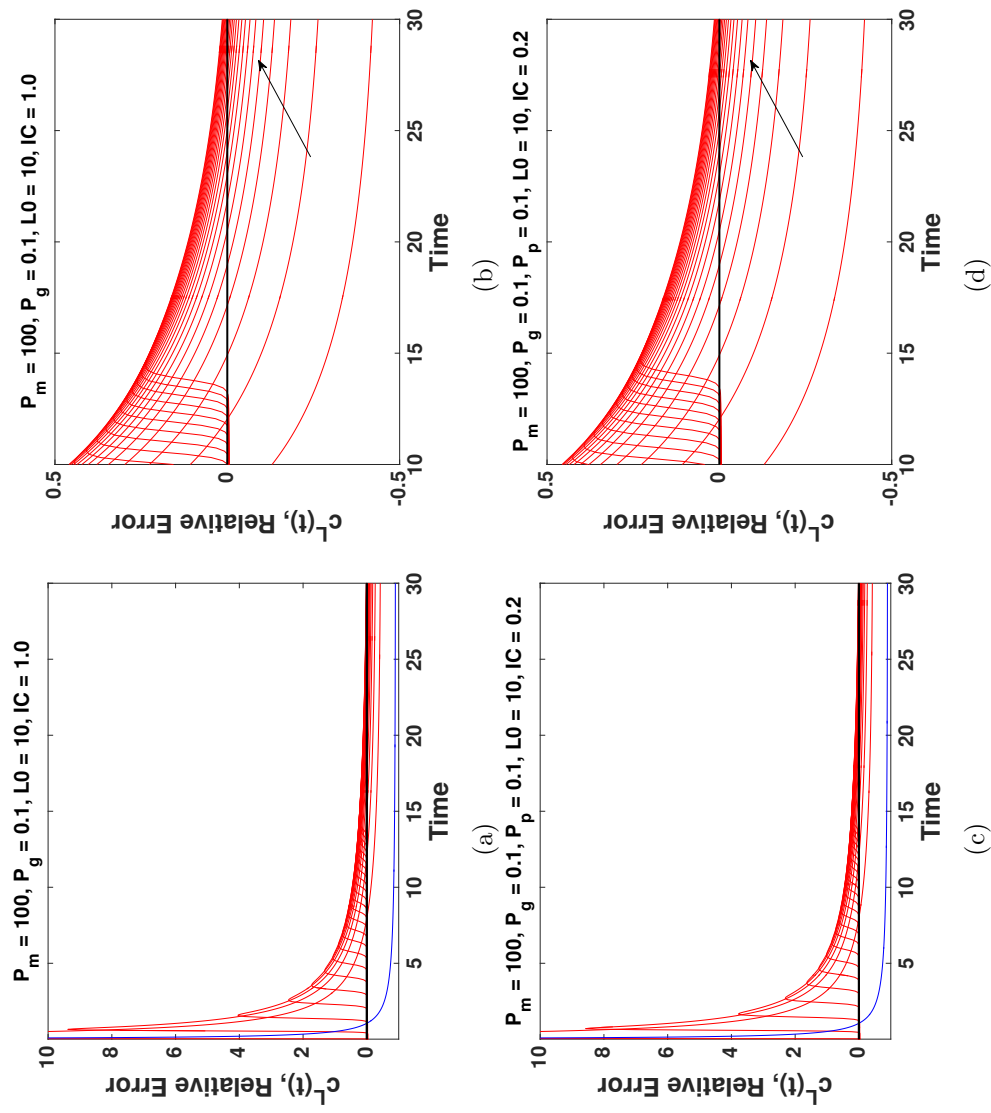 P_m = 100, P_g = 0.1, L0 = 10, IC = 1.0
c^L(t), Relative Error
10
8
6
4
2
0
5
10
15
20
25
30
Time
(a)
P_m = 100, P_g = 0.1, L0 = 10, IC = 1.0
c^L(t), Relative Error
0.5
0
-0.5
10
15
20
25
30
Time
(b)
P_m = 100, P_g = 0.1, P_p = 0.1, L0 = 10, IC = 0.2
c^L(t), Relative Error
10
8
6
4
2
0
5
10
15
20
25
30
Time
(c)
P_m = 100, P_g = 0.1, P_p = 0.1, L0 = 10, IC = 0.2
c^L(t), Relative Error
0.5
0
-0.5
10
15
20
25
30
Time
(d)